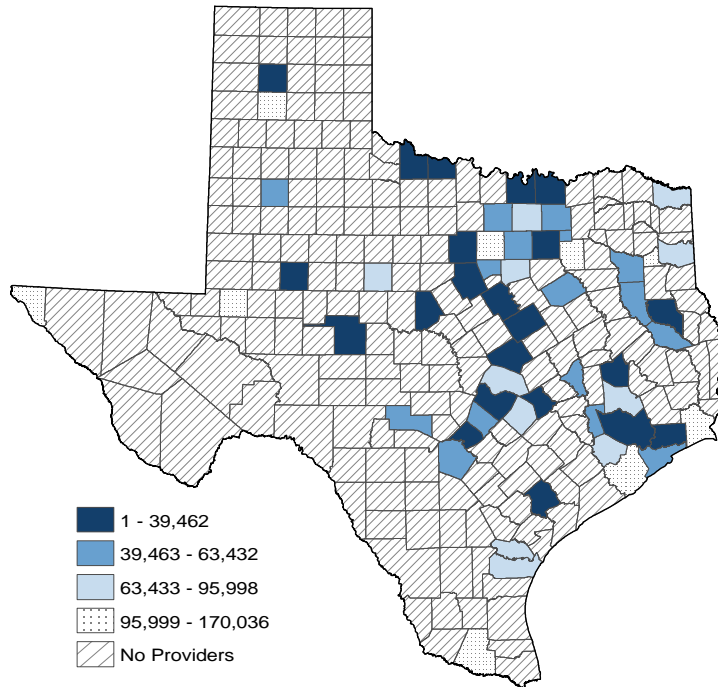 1 - 39,462
39,463 - 63,432
63,433 - 95,998
95,999 - 170,036
No Providers